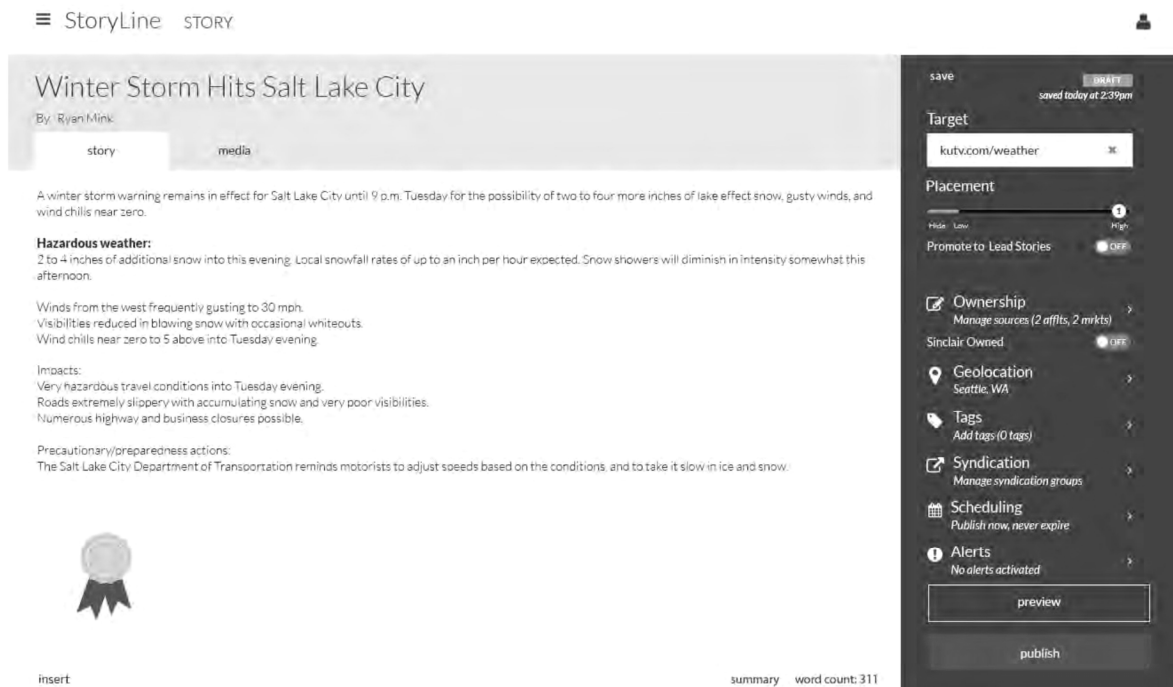 StoryLine STORY
Winter Storm Hits Salt Lake City
By: Ryan Mink
story media
A winter storm warning remains in effect for Salt Lake City until 9 p.m. Tuesday for the possibility of two to four more inches of lake effect snow, gusty winds, and
wind chills near zero.
Hazardous weather:
2 to 4 inches of additional snow into this evening. Local snowfall rates of up to an inch per hour expected. Snow showers will diminish in intensity somewhat this
afternoon.
Winds from the west frequently gusting to 30 mph.
Visibilities reduced in blowing snow with occasional whiteouts.
Wind chills near zero to 5 above into Tuesday evening.
Impacts:
Very hazardous travel conditions into Tuesday evening.
Roads extremely slippery with accumulating snow and very poor visibilities.
Numerous highway and business closures possible.
Precautionary/preparedness actions:
The Salt Lake City Department of Transportation reminds motorists to adjust speeds based on the conditions, and to take it slow in ice and snow.
insert
summary word count: 311
save DRAFT
saved today at 2:39pm
Target
kutv.com/weather
Placement
1
Hide Low High
Promote to Lead Stories OFF
Ownership
Manage sources (2 afflts, 2 mrkts)
Sinclair Owned OFF
Geolocation
Seattle, WA
Tags
Add tags (0 tags)
Syndication
Manage syndication groups
Scheduling
Publish now, never expire
Alerts
No alerts activated
preview
publish